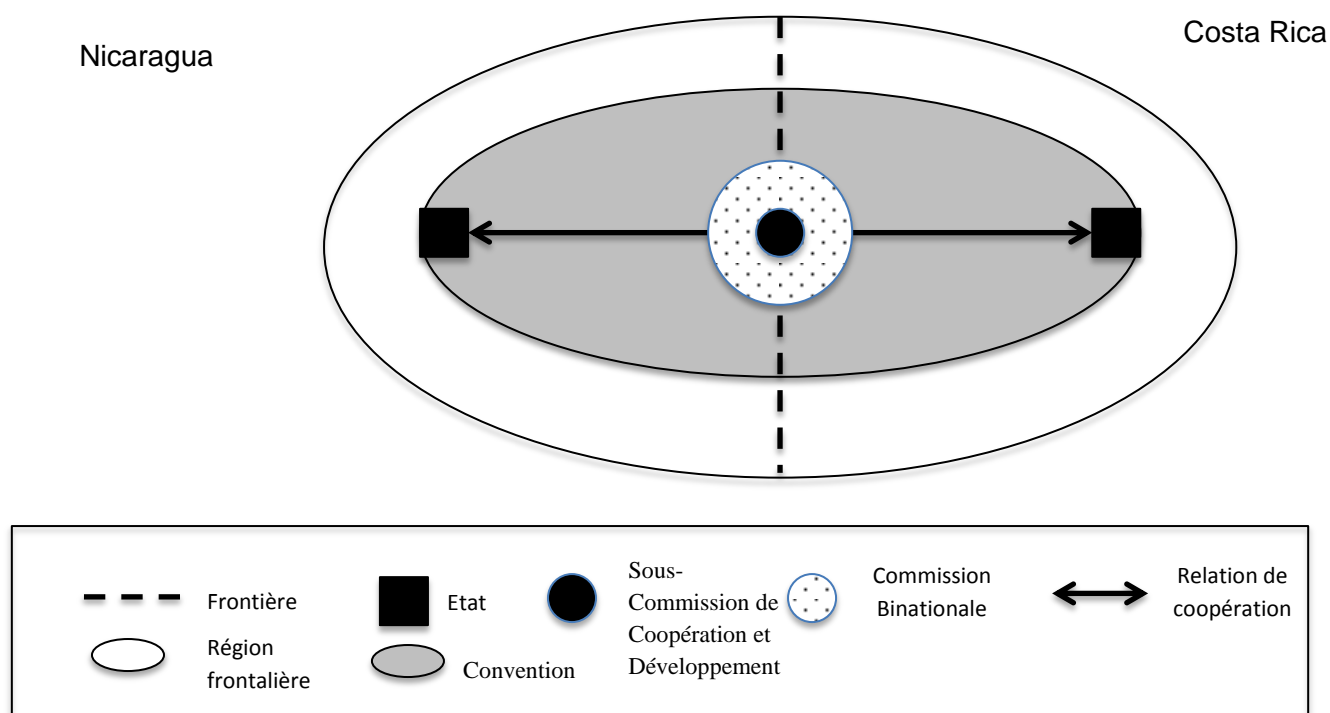 Nicaragua
Costa Rica
Frontière
Etat
Sous-
Commission de
Coopération et
Développement
Commission
Binationale
Relation de
coopération
Région
frontalière
Convention